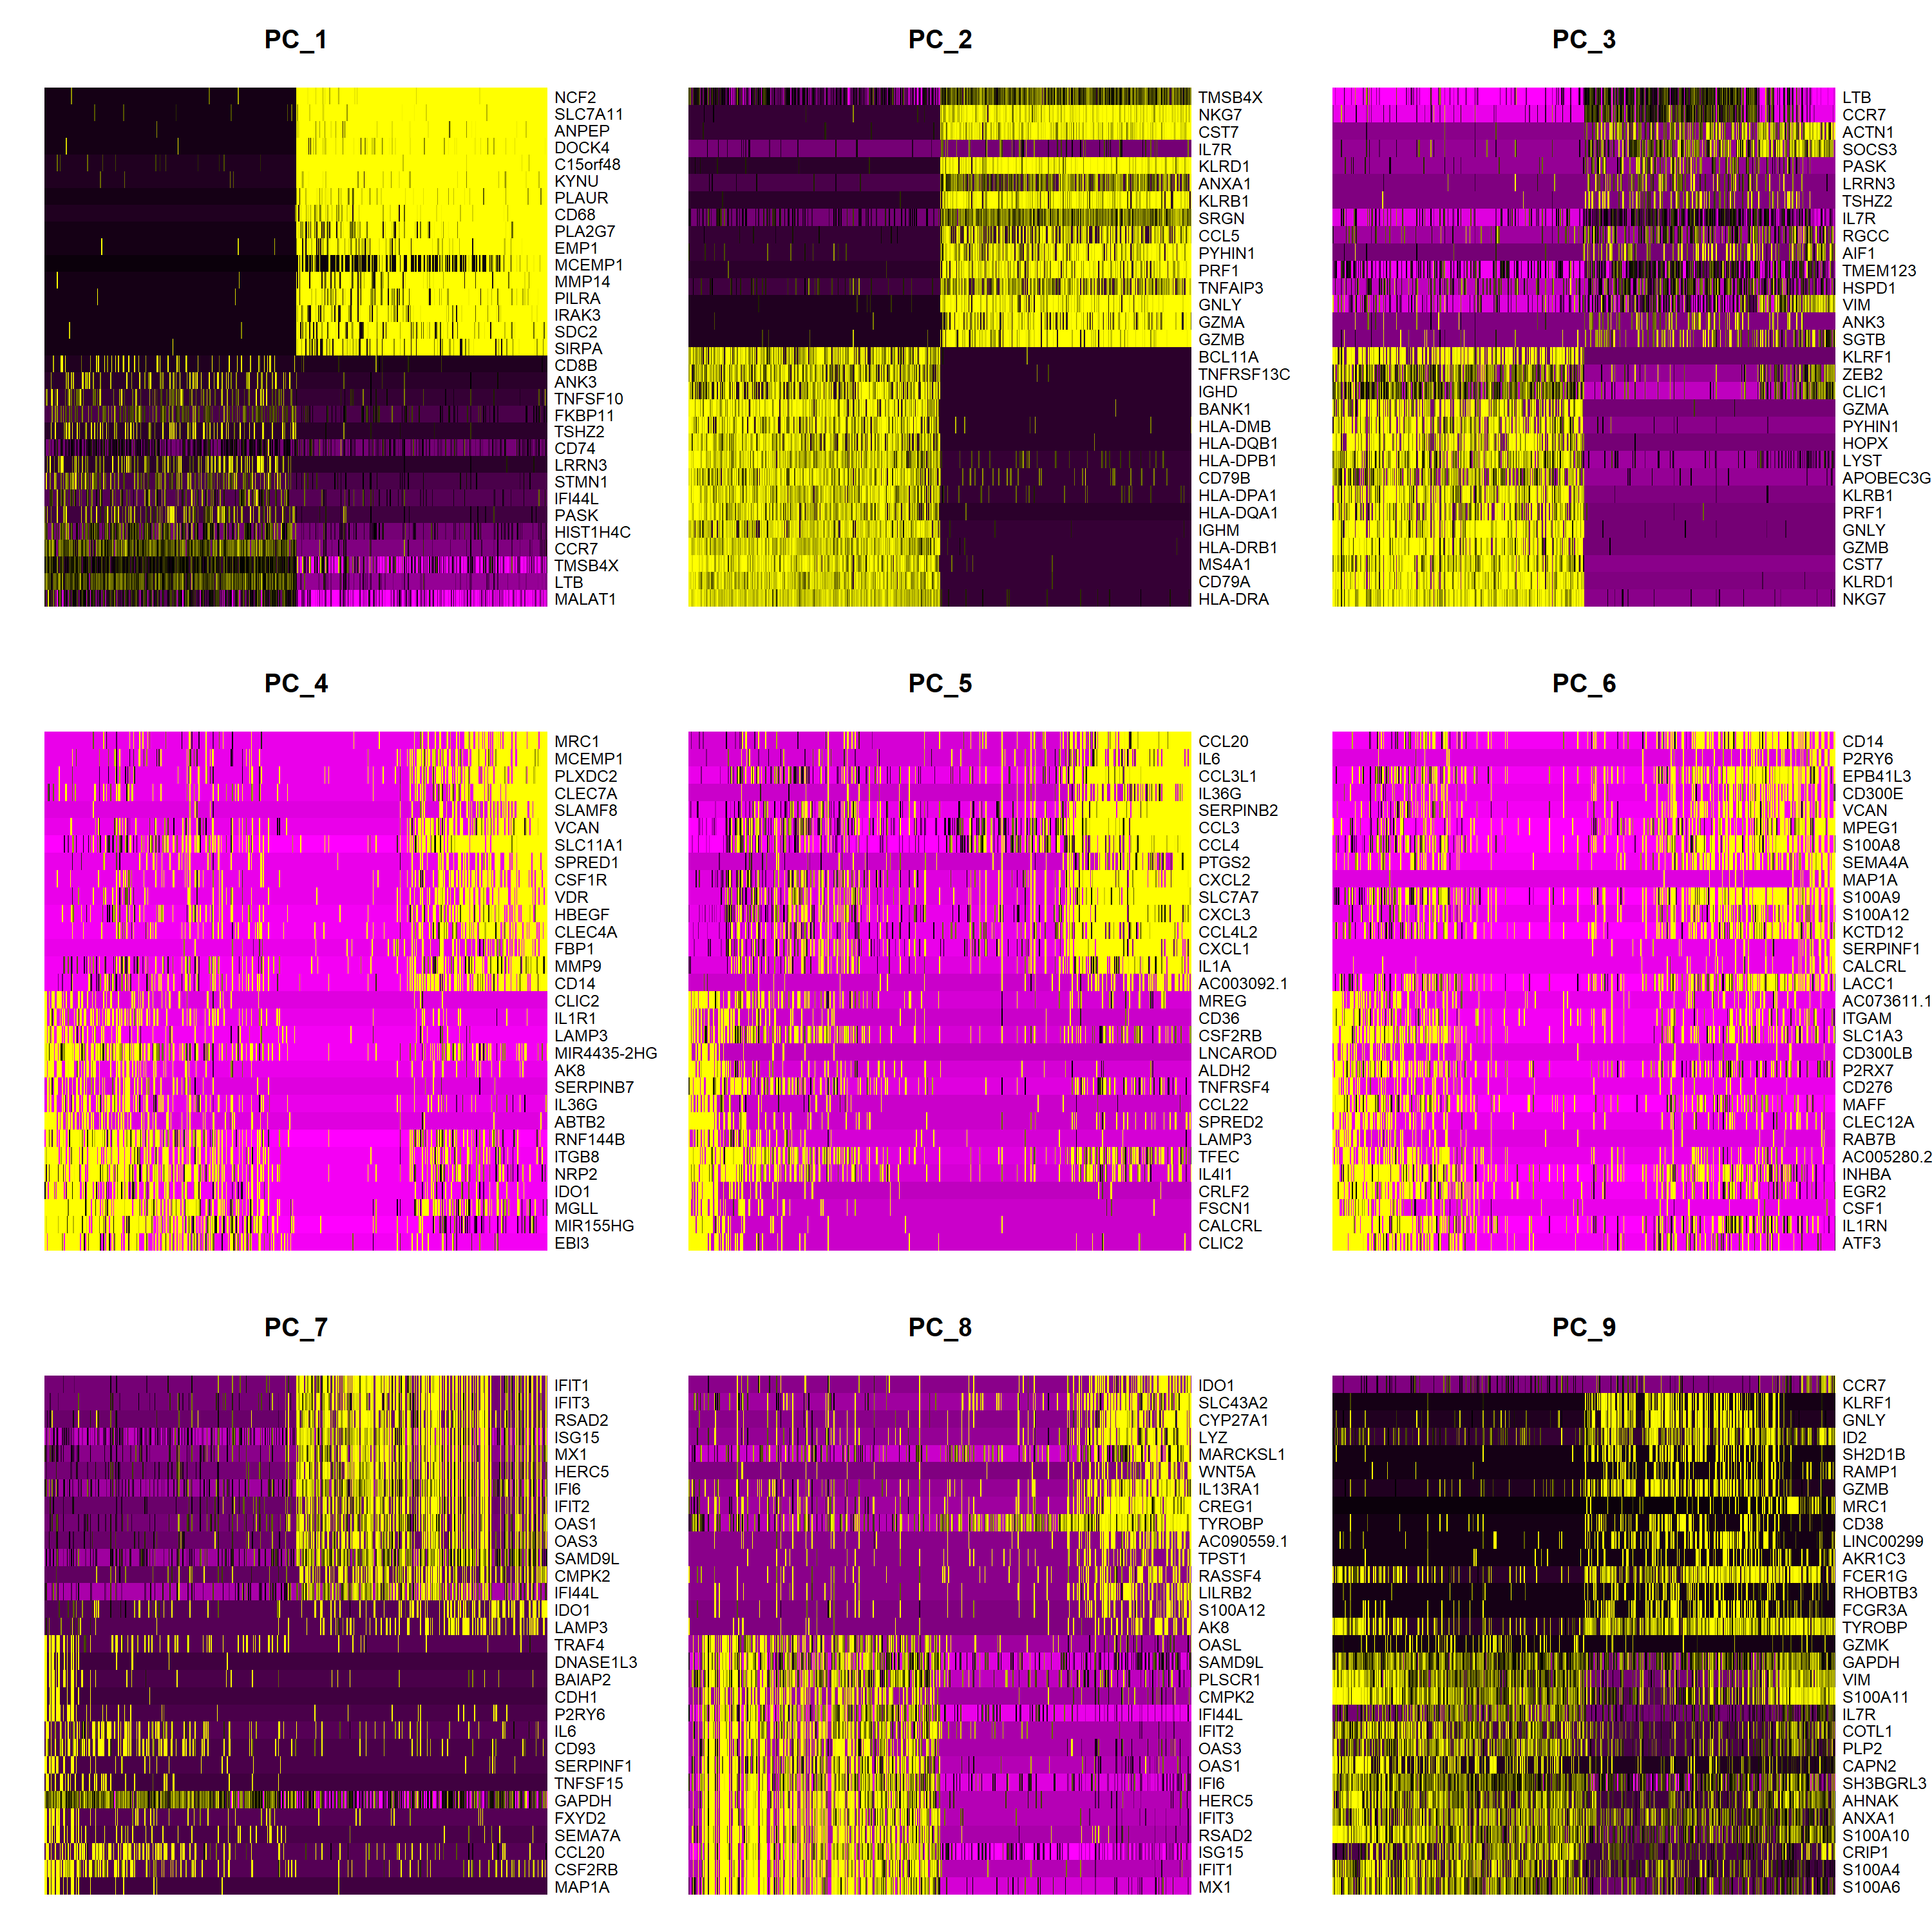 PC_1
NCF2
SLC7A11
ANPEP
DOCK4
C15orf48
KYNU
PLAUR
CD68
PLA2G7
EMP1
MCEMP1
MMP14
PILRA
IRAK3
SDC2
SIRPA
CD8B
ANK3
TNFSF10
FKBP11
TSHZ2
CD74
LRRN3
STMN1
IFI44L
PASK
HIST1H4C
CCR7
TMSB4X
LTB
MALAT1
PC_2
TMSB4X
NKG7
CST7
IL7R
KLRD1
ANXA1
KLRB1
SRGN
CCL5
PYHIN1
PRF1
TNFAIP3
GNLY
GZMA
GZMB
BCL11A
TNFRSF13C
IGHD
BANK1
HLA-DMB
HLA-DQB1
HLA-DPB1
CD79B
HLA-DPA1
HLA-DQA1
IGHM
HLA-DRB1
MS4A1
CD79A
HLA-DRA
PC_3
LTB
CCR7
ACTN1
SOCS3
PASK
LRRN3
TSHZ2
IL7R
RGCC
AIF1
TMEM123
HSPD1
VIM
ANK3
SGTB
KLRF1
ZEB2
CLIC1
GZMA
PYHIN1
HOPX
LYST
APOBEC3G
KLRB1
PRF1
GNLY
GZMB
CST7
KLRD1
NKG7
PC_4
MRC1
MCEMP1
PLXDC2
CLEC7A
SLAMF8
VCAN
SLC11A1
SPRED1
CSF1R
VDR
HBEGF
CLEC4A
FBP1
MMP9
CD14
CLIC2
IL1R1
LAMP3
MIR4435-2HG
AK8
SERPINB7
IL36G
ABTB2
RNF144B
ITGB8
NRP2
IDO1
MGLL
MIR155HG
EBI3
PC_5
CCL20
IL6
CCL3L1
IL36G
SERPINB2
CCL3
CCL4
PTGS2
CXCL2
SLC7A7
CXCL3
CCL4L2
CXCL1
IL1A
AC003092.1
MREG
CD36
CSF2RB
LNCAROD
ALDH2
TNFRSF4
CCL22
SPRED2
LAMP3
TFEC
IL4I1
CRLF2
FSCN1
CALCRL
CLIC2
PC_6
CD14
P2RY6
EPB41L3
CD300E
VCAN
MPEG1
S100A8
SEMA4A
MAP1A
S100A9
S100A12
KCTD12
SERPINF1
CALCRL
LACC1
AC073611.1
ITGAM
SLC1A3
CD300LB
P2RX7
CD276
MAFF
CLEC12A
RAB7B
AC005280.2
INHBA
EGR2
CSF1
IL1RN
ATF3
PC_7
IFIT1
IFIT3
RSAD2
ISG15
MX1
HERC5
IFI6
IFIT2
OAS1
OAS3
SAMD9L
CMPK2
IFI44L
IDO1
LAMP3
TRAF4
DNASE1L3
BAIAP2
CDH1
P2RY6
IL6
CD93
SERPINF1
TNFSF15
GAPDH
FXYD2
SEMA7A
CCL20
CSF2RB
MAP1A
PC_8
IDO1
SLC43A2
CYP27A1
LYZ
MARCKSL1
WNT5A
IL13RA1
CREG1
TYROBP
AC090559.1
TPST1
RASSF4
LILRB2
S100A12
AK8
OASL
SAMD9L
PLSCR1
CMPK2
IFI44L
IFIT2
OAS3
OAS1
IFI6
HERC5
IFIT3
RSAD2
ISG15
IFIT1
MX1
PC_9
CCR7
KLRF1
GNLY
ID2
SH2D1B
RAMP1
GZMB
MRC1
CD38
LINC00299
AKR1C3
FCER1G
RHOBTB3
FCGR3A
TYROBP
GZMK
GAPDH
VIM
S100A11
IL7R
COTL1
PLP2
CAPN2
SH3BGRL3
AHNAK
ANXA1
S100A10
CRIP1
S100A4
S100A6